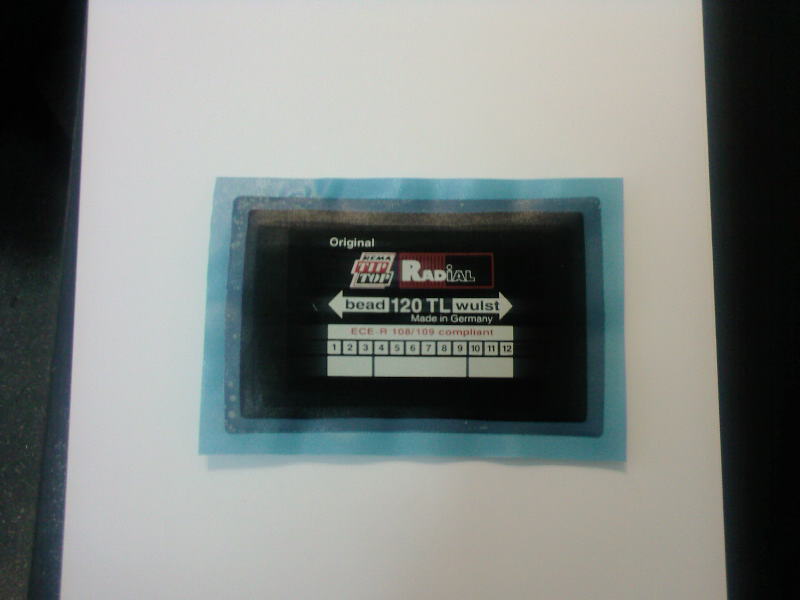 Original
REMA
TIP
TOP
RADIAL
bead 120 TL wulst
Made in Germany
ECE-R 108/109 compliant
1 2 3 4 5 6 7 8 9 10 11 12